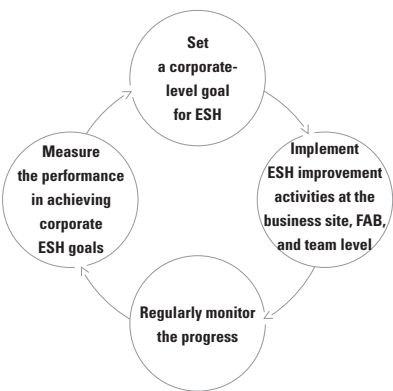 Set
a corporate-
level goal
for ESH
Implement
ESH improvement
activities at the
business site, FAB,
and team level
Regularly monitor
the progress
Measure
the performance
in achieving
corporate
ESH goals